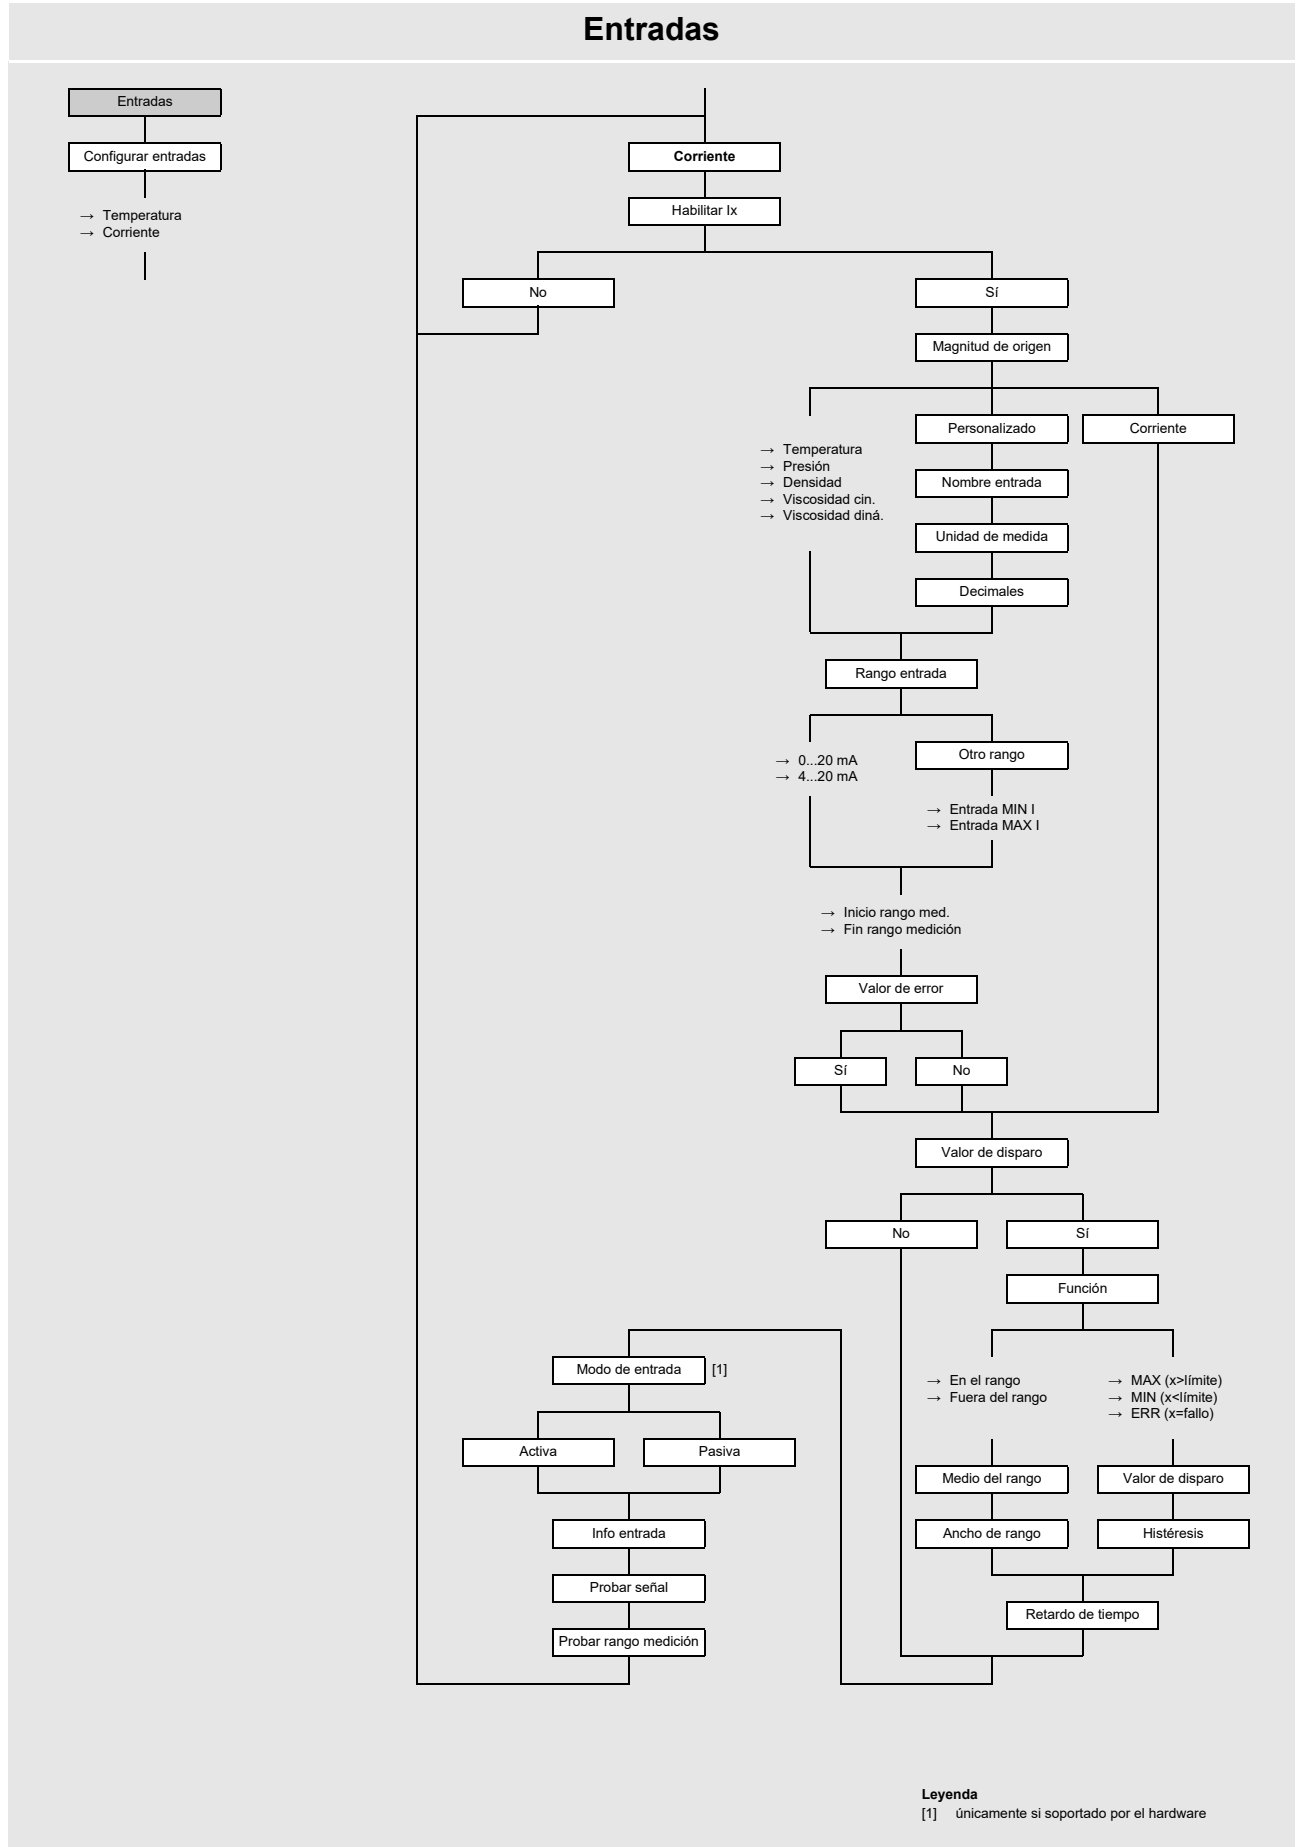 Entradas
Entradas
Configurar entradas
→ Temperatura
→ Corriente
Corriente
Habilitar Ix
No
Sí
Magnitud de origen
→ Temperatura
→ Presión
→ Densidad
→ Viscosidad cin.
→ Viscosidad diná.
Personalizado
Corriente
Nombre entrada
Unidad de medida
Decimales
Rango entrada
→ 0...20 mA
→ 4...20 mA
Otro rango
→ Entrada MIN I
→ Entrada MAX I
→ Inicio rango med.
→ Fin rango medición
Valor de error
Sí
No
Valor de disparo
No
Sí
Función
→ En el rango
→ Fuera del rango
→ MAX (x>límite)
→ MIN (x<límite)
→ ERR (x=fallo)
Medio del rango
Valor de disparo
Ancho de rango
Histéresis
Retardo de tiempo
Modo de entrada [1]
Activa
Pasiva
Info entrada
Probar señal
Probar rango medición
Leyenda
[1] únicamente si soportado por el hardware